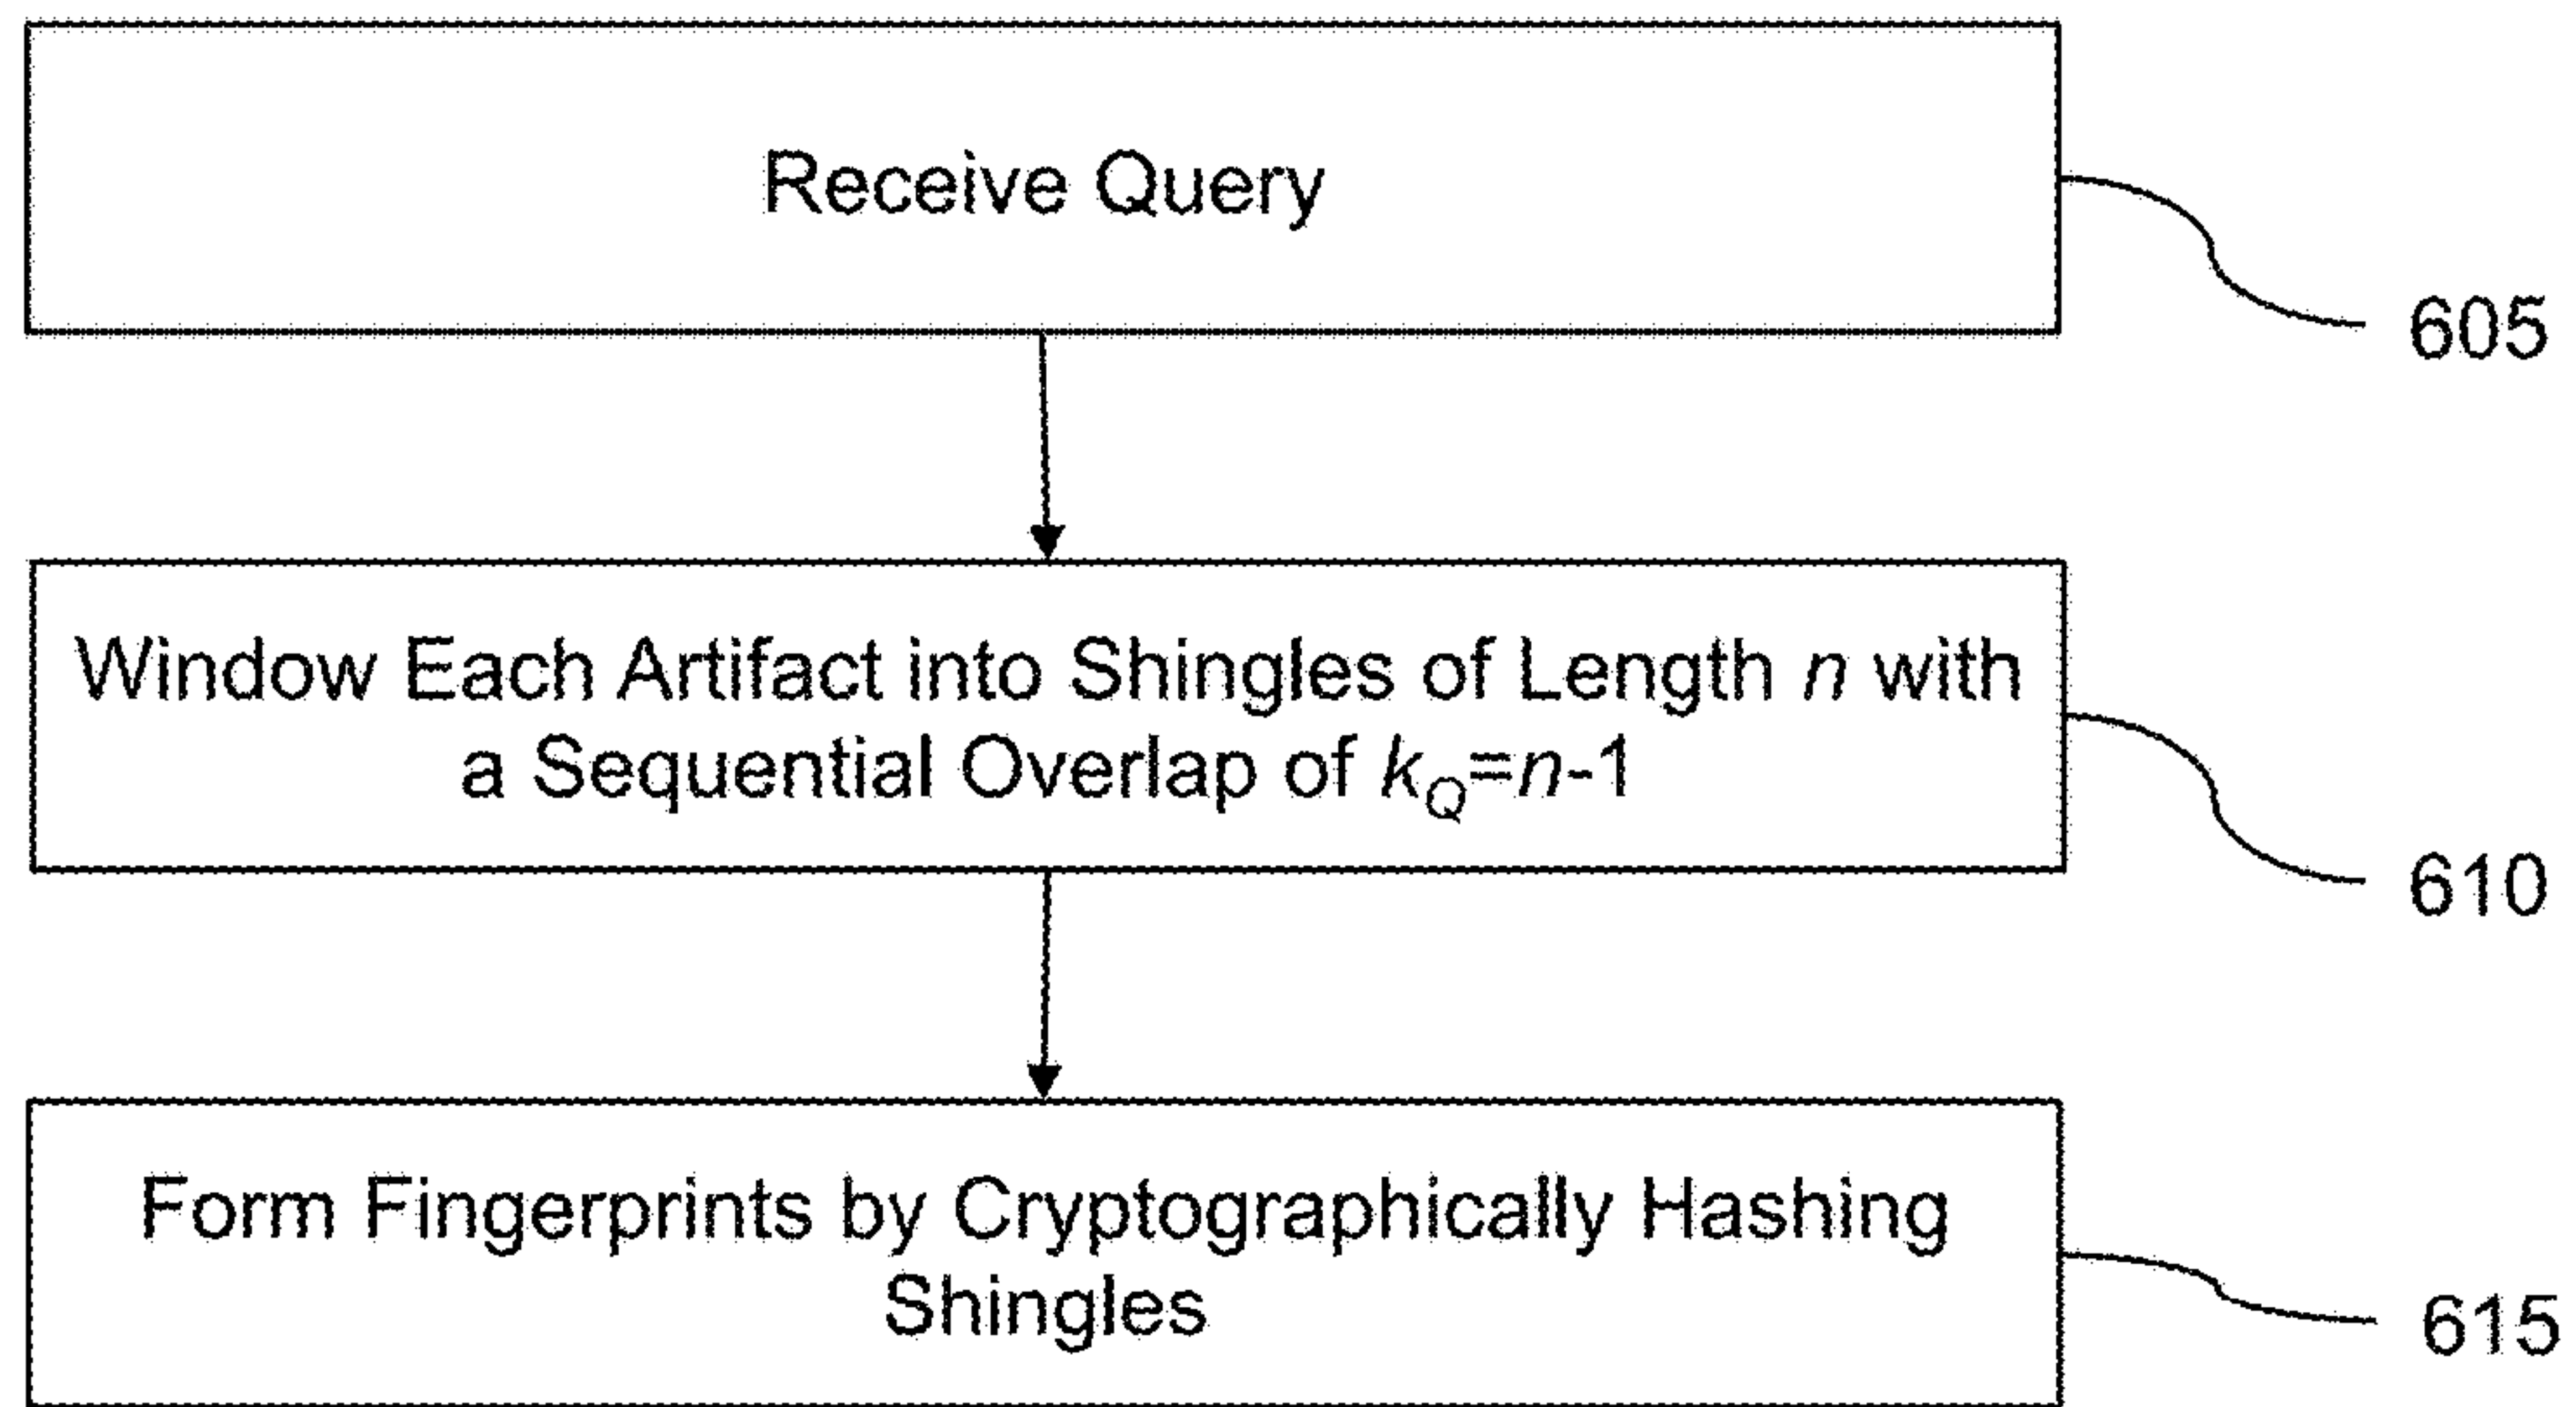 Receive Query
605
Window Each Artifact into Shingles of Length n with
a Sequential Overlap of kQ=n-1
610
Form Fingerprints by Cryptographically Hashing
Shingles
615